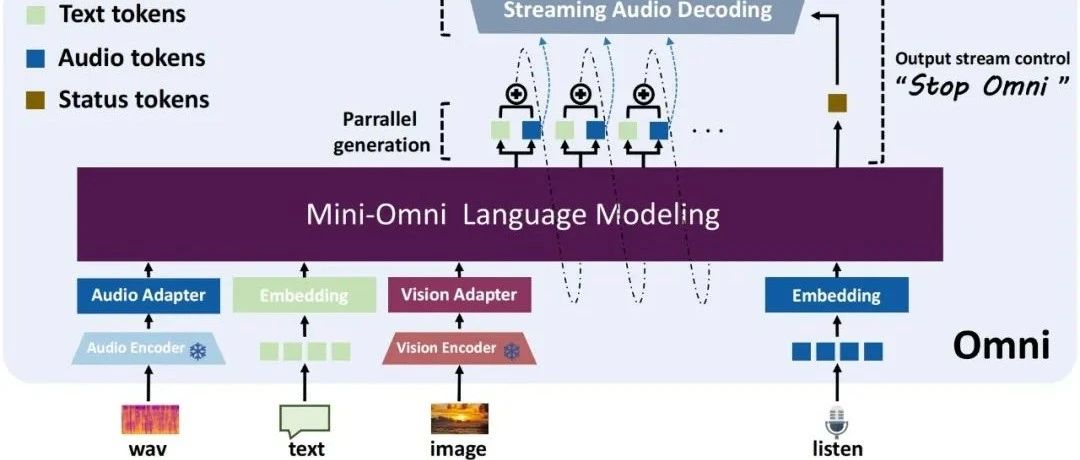 Text tokens
Audio tokens
Status tokens
Streaming Audio Decoding
Output stream control
“Stop Omni ”
Parrallel
generation
...
Mini-Omni Language Modeling
Audio Adapter
Embedding
Vision Adapter
Embedding
Audio Encoder
Vision Encoder
Omni
wav
text
image
listen